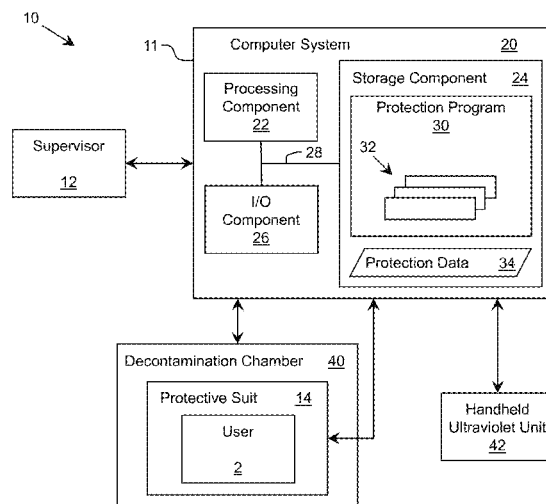 10
11
Computer System
20
Processing
Component
22
Storage Component
24
Protection Program
30
32
28
Supervisor
12
I/O
Component
26
Protection Data
34
Decontamination Chamber
40
Protective Suit
14
User
2
Handheld
Ultraviolet Unit
42